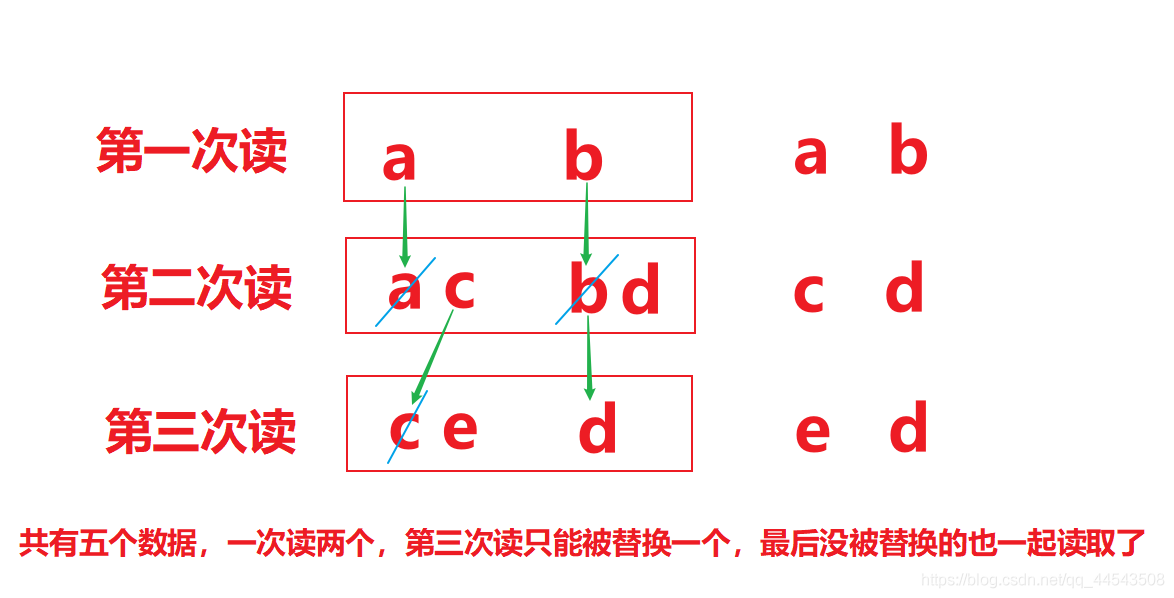 第一次读 a b a b
第二次读 a c b d c d
第三次读 c e d e d
共有五个数据，一次读两个，第三次读只能被替换一个，最后没被替换的也一起读取了
https://blog.csdn.net/qq_44543508